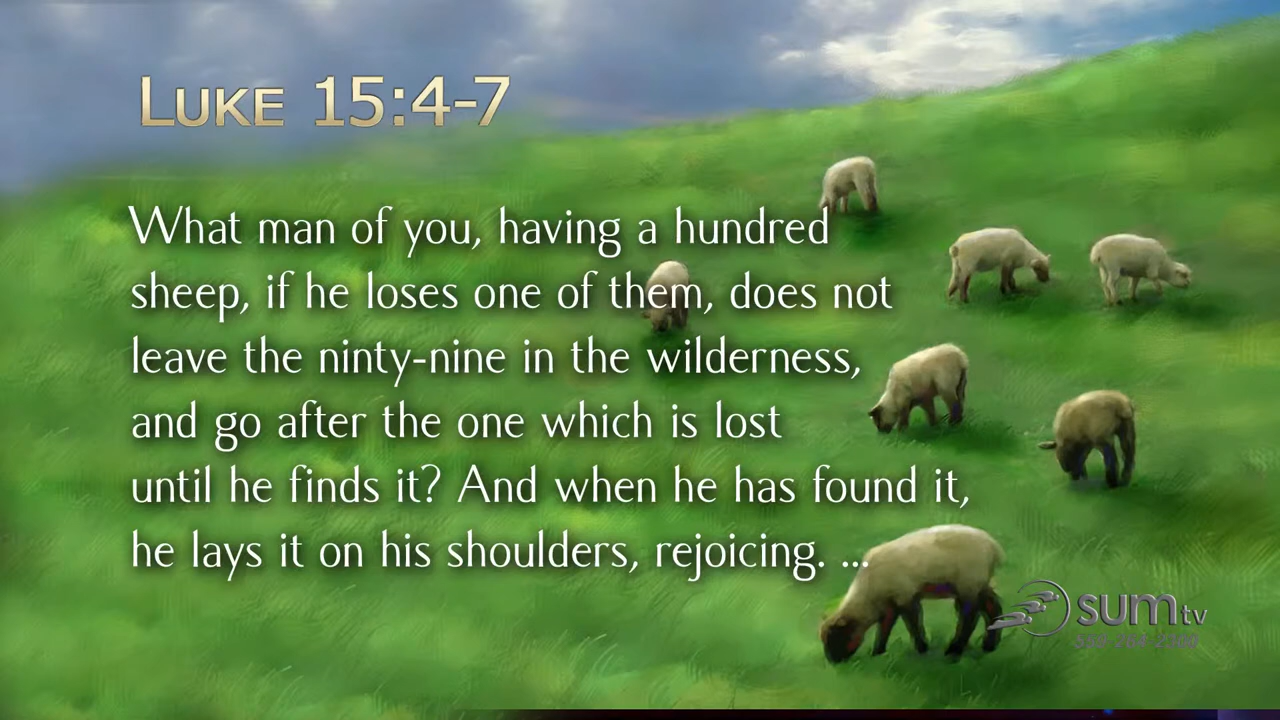 Luke 15:4-7
What man of you, having a hundred
sheep, if he loses one of them, does not
leave the ninty-nine in the wilderness,
and go after the one which is lost
until he finds it? And when he has found it,
he lays it on his shoulders, rejoicing. ...
sumtv